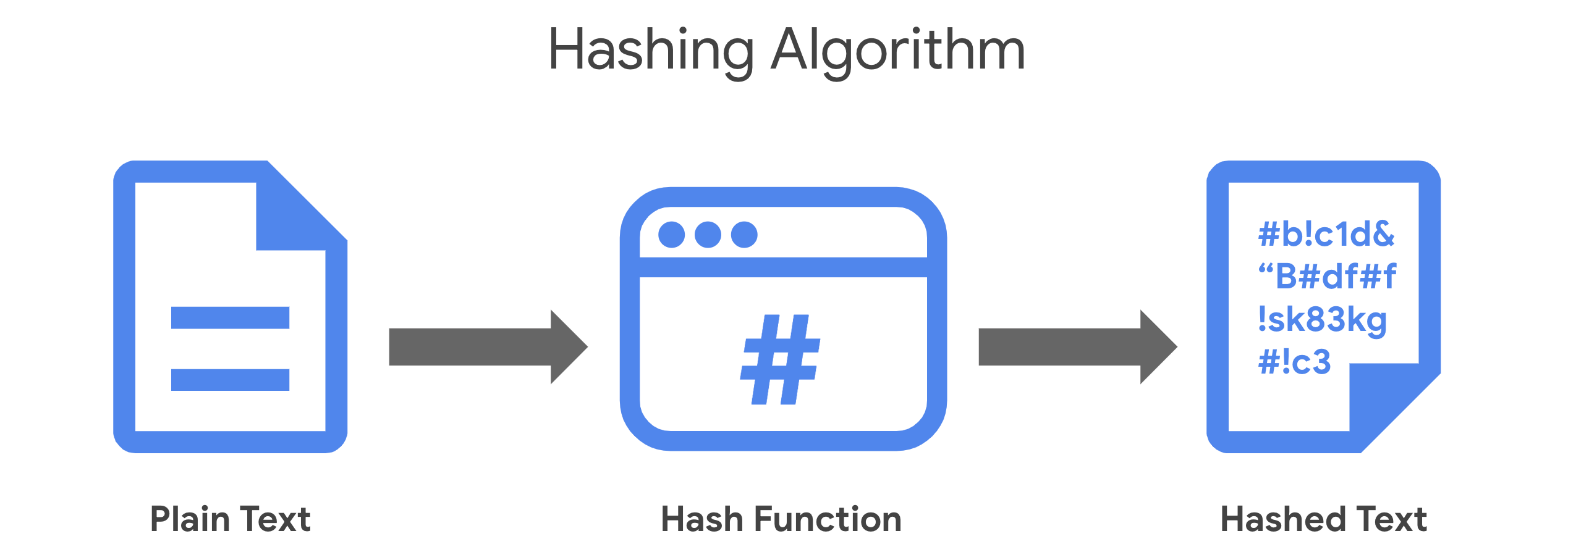 Hashing Algorithm
#
#b!c1d&
“B#df#f
!sk83kg
#!c3
Plain Text
Hash Function
Hashed Text